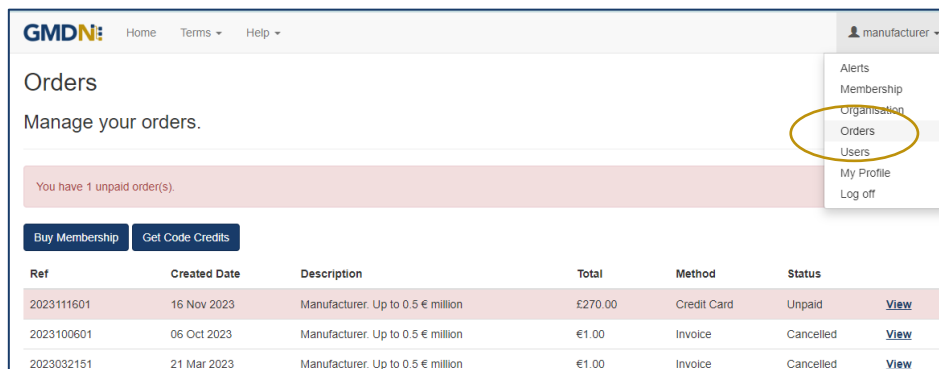 GMDN Home Terms Help manufacturer
Alerts
Membership
Organisation
Orders
Users
My Profile
Log off
Orders
Manage your orders.
You have 1 unpaid order(s).
Buy Membership Get Code Credits
Ref Created Date Description Total Method Status
2023111601 16 Nov 2023 Manufacturer. Up to 0.5 € million £270.00 Credit Card Unpaid View
2023100601 06 Oct 2023 Manufacturer. Up to 0.5 € million €1.00 Invoice Cancelled View
2023032151 21 Mar 2023 Manufacturer. Up to 0.5 € million €1.00 Invoice Cancelled View